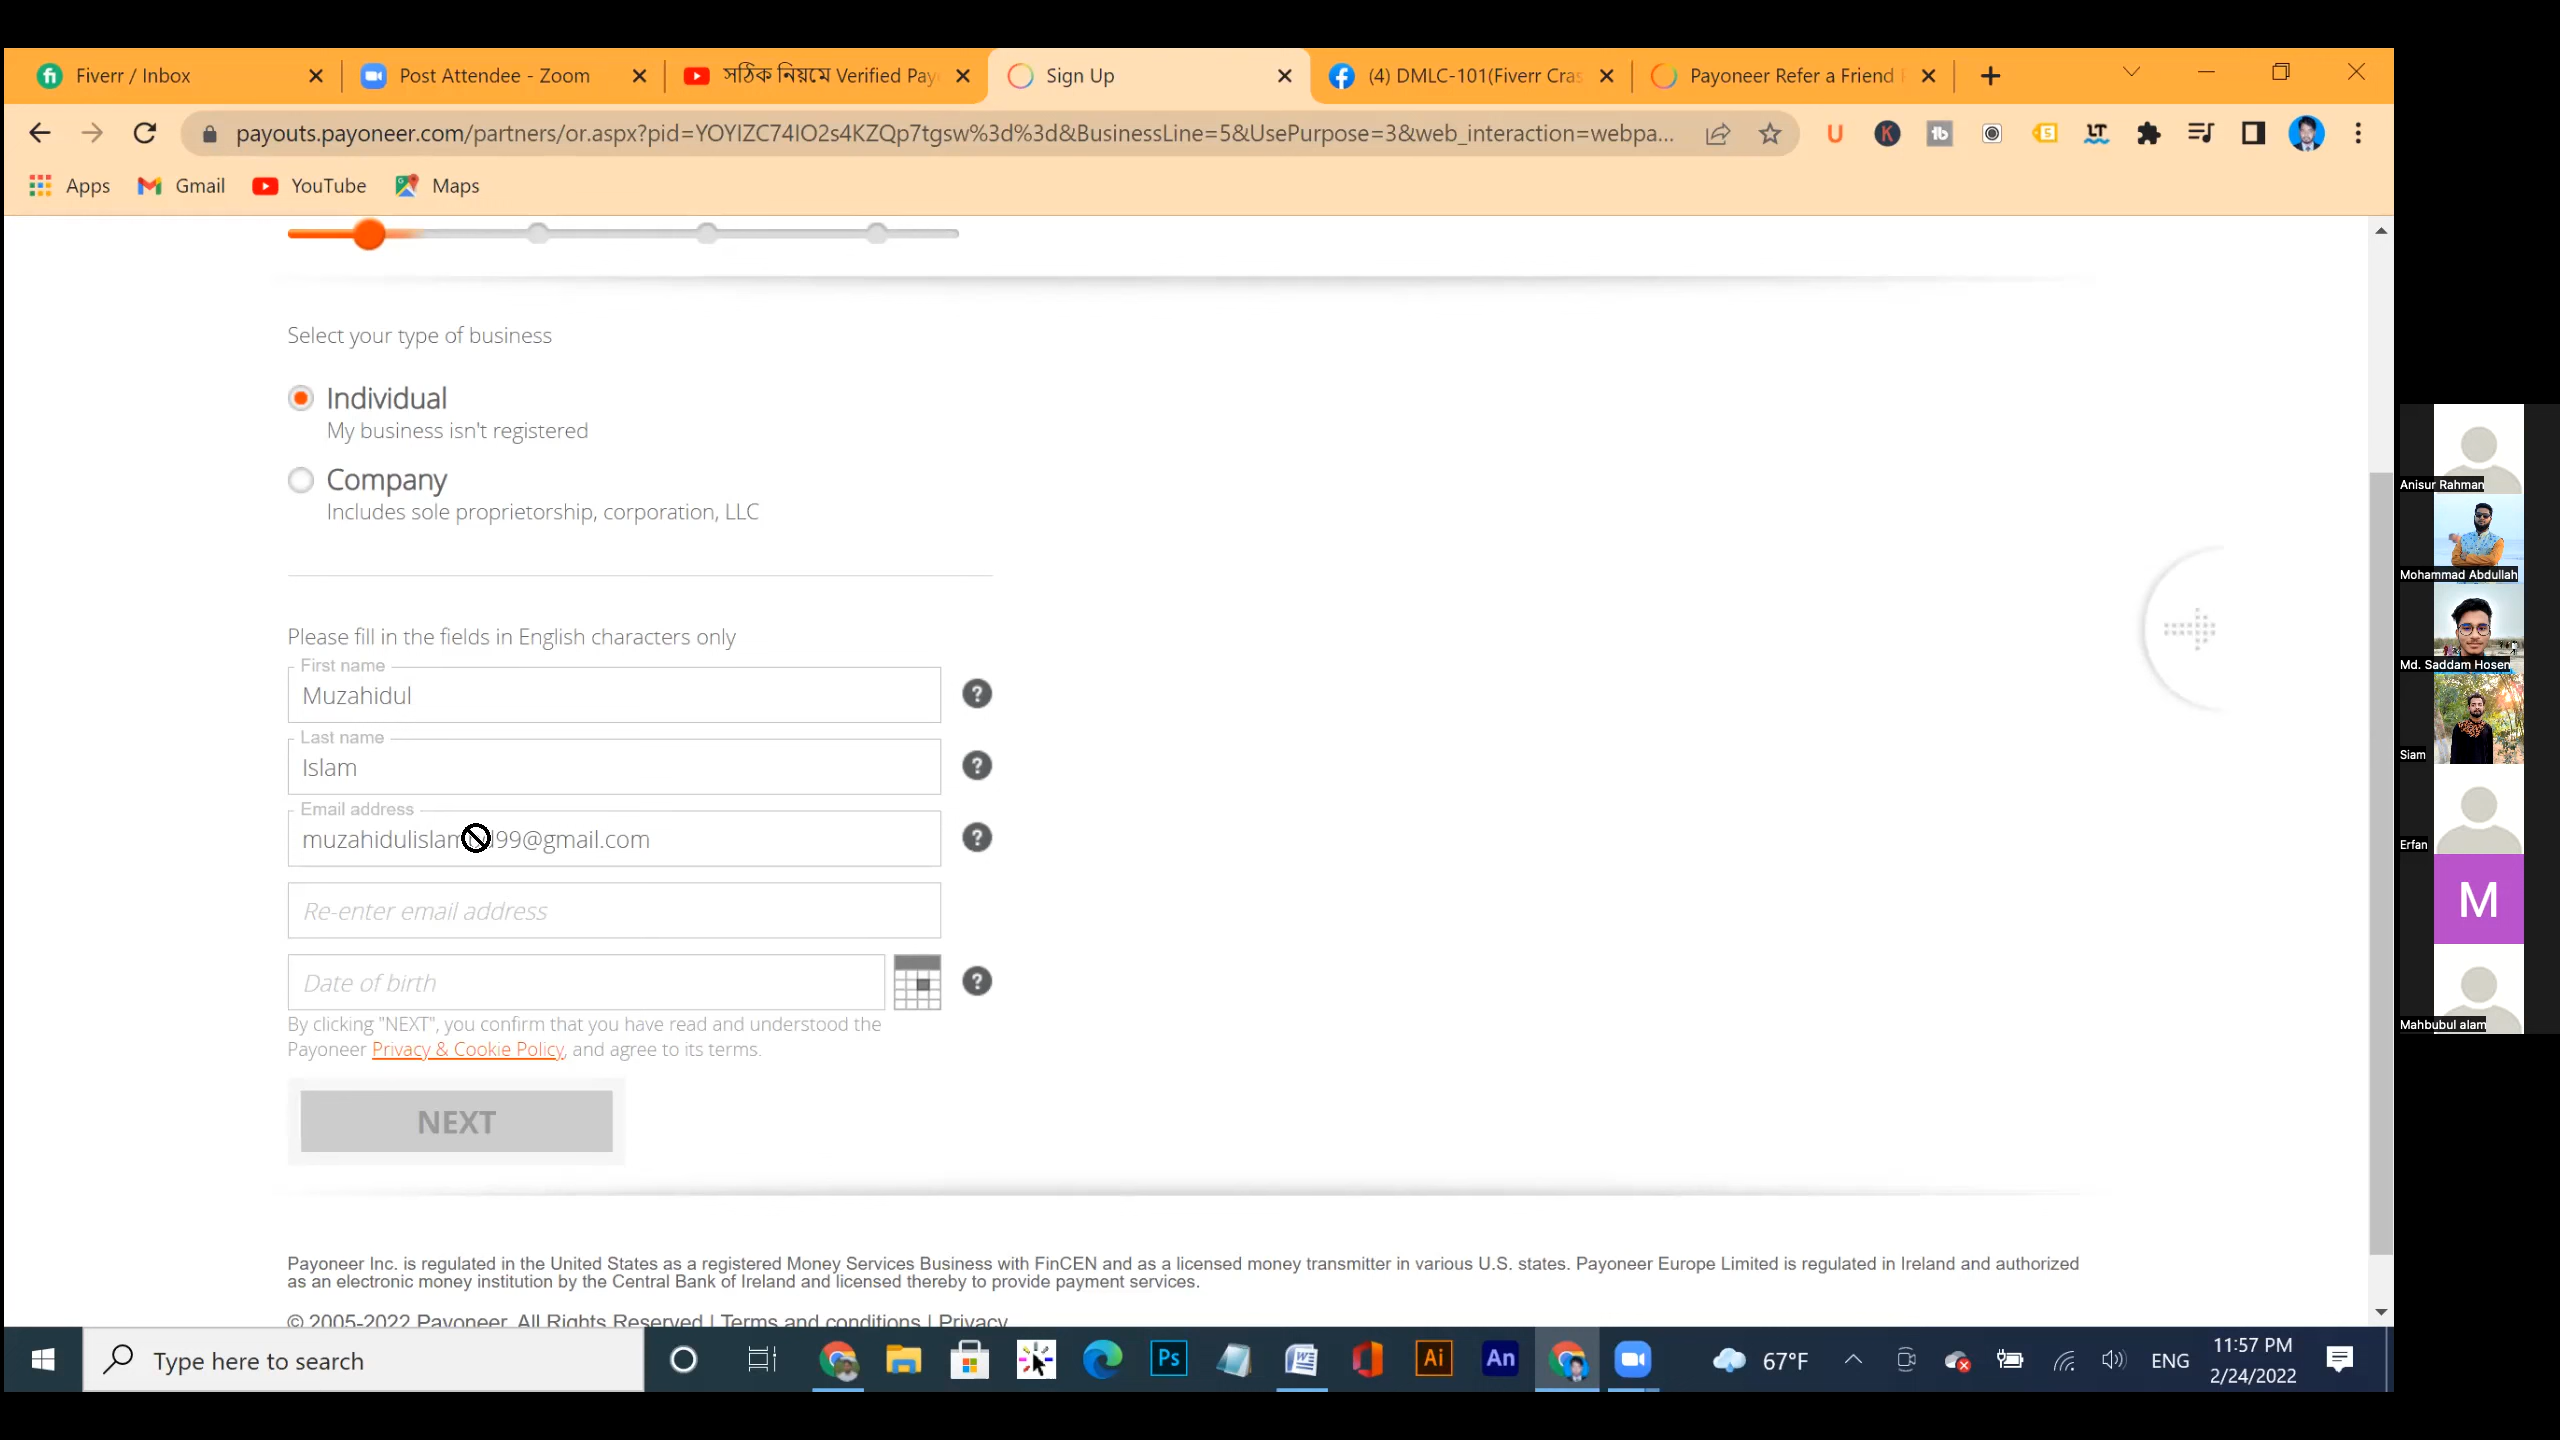 Fiverr / Inbox
Post Attendee - Zoom
সঠিক নিয়মে Verified Pay
Sign Up
(4) DMLC-101(Fiverr Cras
Payoneer Refer a Friend
payouts.payoneer.com/partners/or.aspx?pid=YOYIZC74IO2s4KZQp7tgsw%3d%3d&BusinessLine=5&UsePurpose=3&web_interaction=webpa...
Apps
Gmail
YouTube
Maps
Select your type of business
Individual
My business isn't registered
Company
Includes sole proprietorship, corporation, LLC
Please fill in the fields in English characters only
First name
Muzahidul
Last name
Islam
Email address
99@gmail.com
Re-enter email address
Date of birth
By clicking "NEXT", you confirm that you have read and understood the
Payoneer Privacy & Cookie Policy, and agree to its terms.
NEXT
Payoneer Inc. is regulated in the United States as a registered Money Services Business with FinCEN and as a licensed money transmitter in various U.S. states. Payoneer Europe Limited is regulated in Ireland and authorized
as an electronic money institution by the Central Bank of Ireland and licensed thereby to provide payment services.
© 2005-2022 Payoneer, All Rights Reserved | Terms and conditions | Privacy
Anisur Rahman
Mohammad Abdullah
Md. Saddam Hosen
Siam
Erfan
M
Mahbubul alam
Type here to search
Ps
Ai
An
67°F
ENG
11:57 PM
2/24/2022